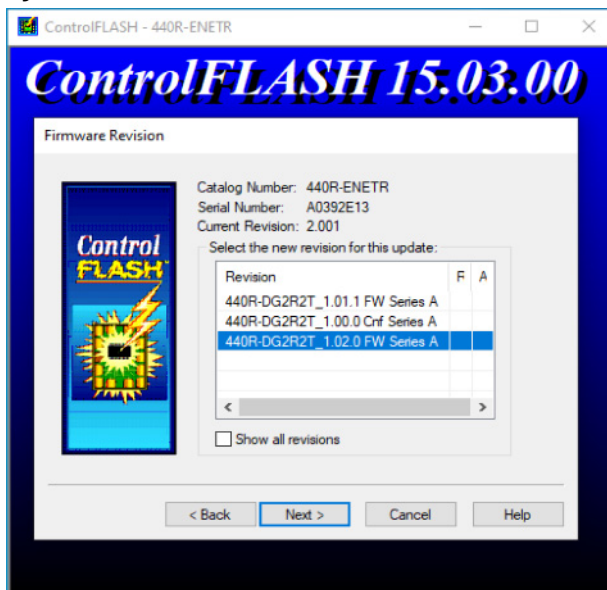 ControlFLASH - 440R-ENETR
ControlFLASH 15.03.00
Firmware Revision
Catalog Number: 440R-ENETR
Serial Number: A0392E13
Current Revision: 2.001
Select the new revision for this update:
Revision F A
440R-DG2R2T_1.01.1 FW Series A
440R-DG2R2T_1.00.0 Cnf Series A
440R-DG2R2T_1.02.0 FW Series A
Show all revisions
Control
FLASH
< Back Next > Cancel Help